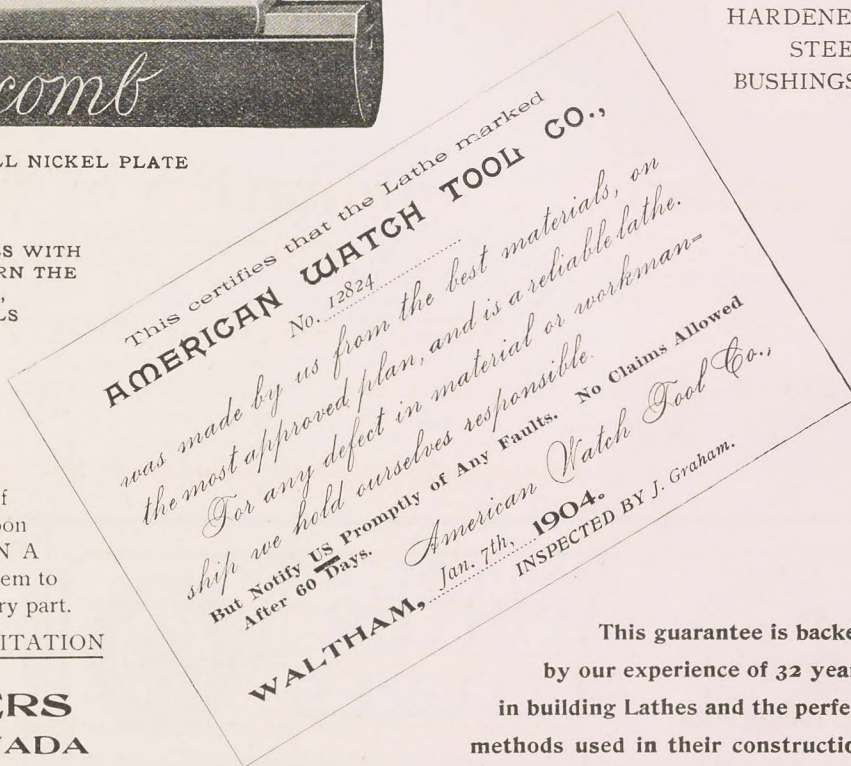 comb
HARDENE
STEE
BUSHINGS
LL NICKEL PLATE
SS WITH
RN THE
,
LS
This certifies that the Lathe marked
AMERICAN WATCH TOOL CO.,
No. 12824
was made by us from the best materials, on
the most approved plan, and is a reliable lathe.
For any defect in material or workman=
ship we hold ourselves responsible.
But Notify US Promptly of Any Faults. No Claims Allowed
After 60 Days.
American Watch Tool Co.,
WALTHAM, Jan. 7th, 1904.
INSPECTED BY J. Graham.
f
on
N A
em to
ry part.
ITATION
ERS
ADA
This guarantee is backe
by our experience of 32 year
in building Lathes and the perfe
methods used in their constructio